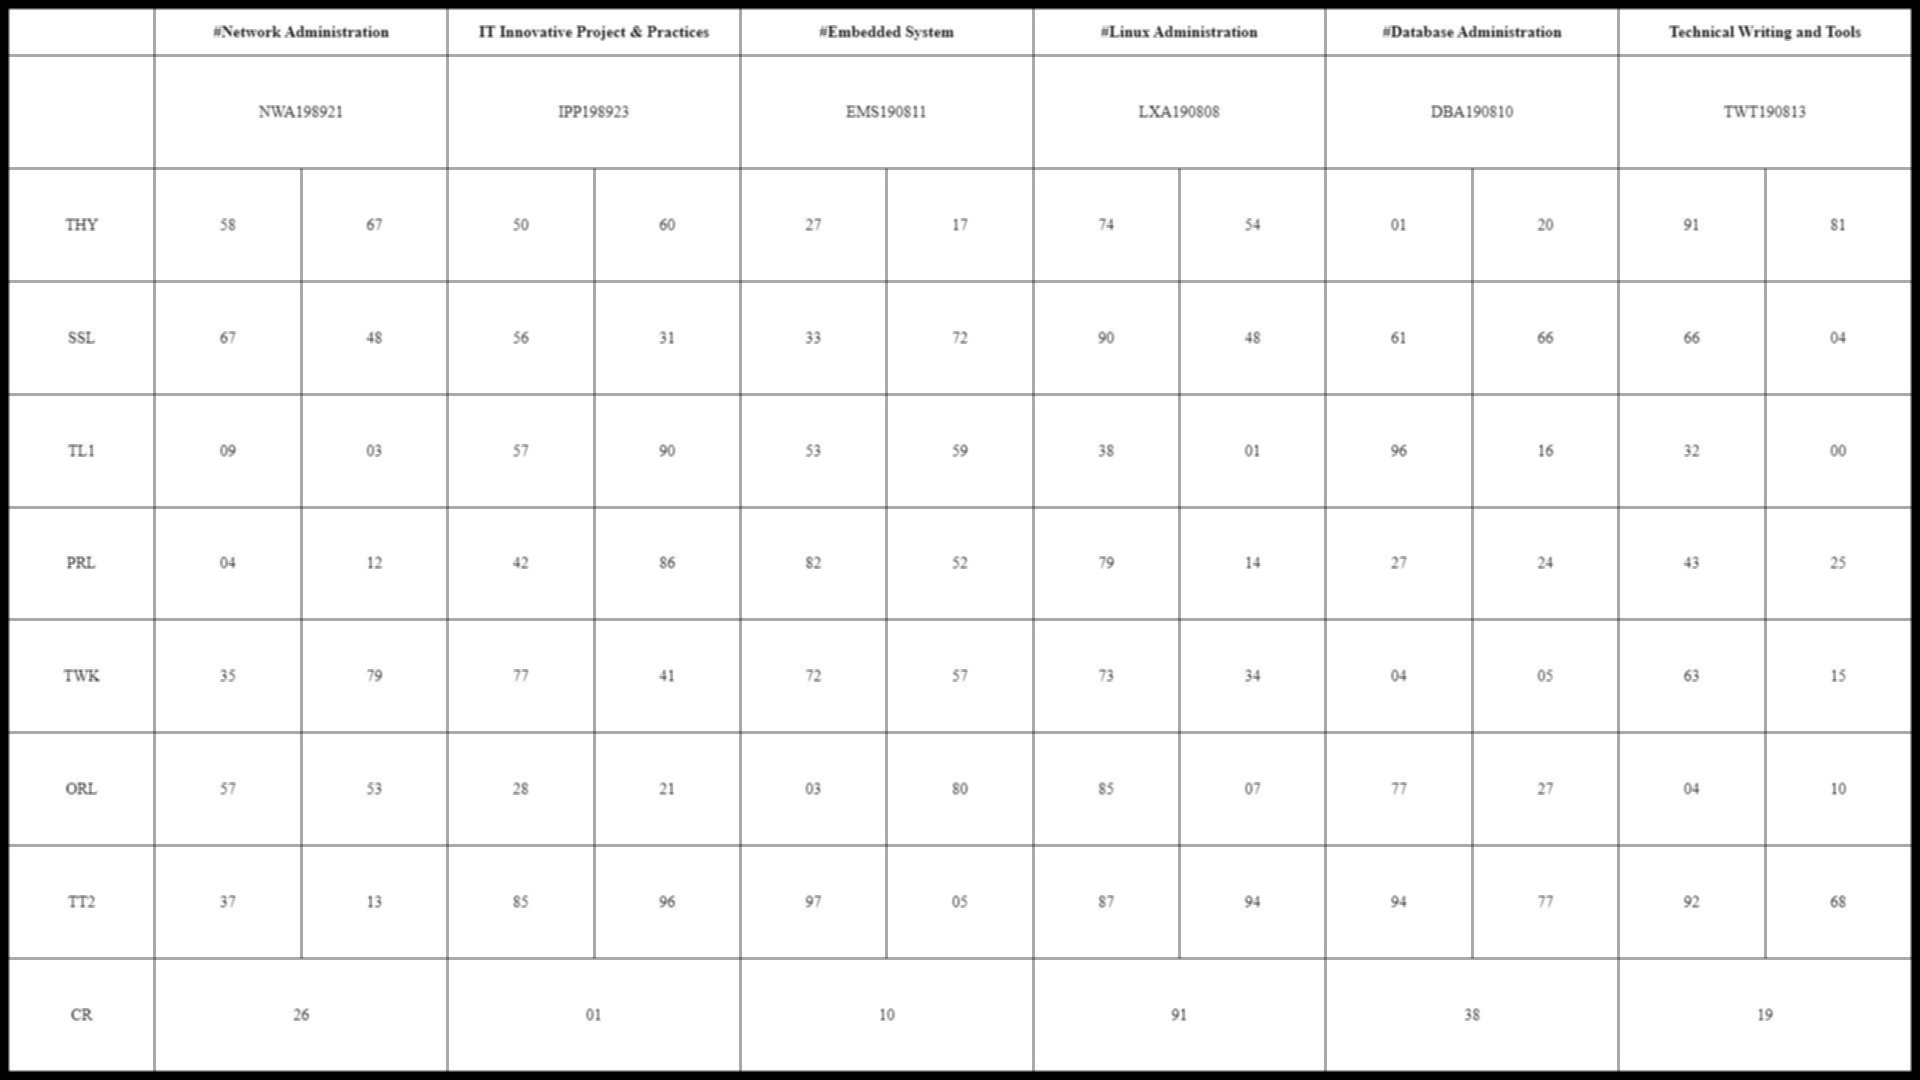 #Network Administration IT Innovative Project & Practices #Embedded System #Linux Administration #Database Administration Technical Writing and Tools
NWA198921 IPP198923 EMS190811 LXA190808 DBA190810 TWT190813
THY 58 67 50 60 27 17 74 54 01 20 91 81
SSL 67 48 56 31 33 72 90 48 61 66 66 04
TL1 09 03 57 90 53 59 38 01 96 16 32 00
PRL 04 12 42 86 82 52 79 14 27 24 43 25
TWK 35 79 77 41 72 57 73 34 04 05 63 15
ORL 57 53 28 21 03 80 85 07 77 27 04 10
TT2 37 13 85 96 97 05 87 94 94 77 92 68
CR 26 01 10 91 38 19